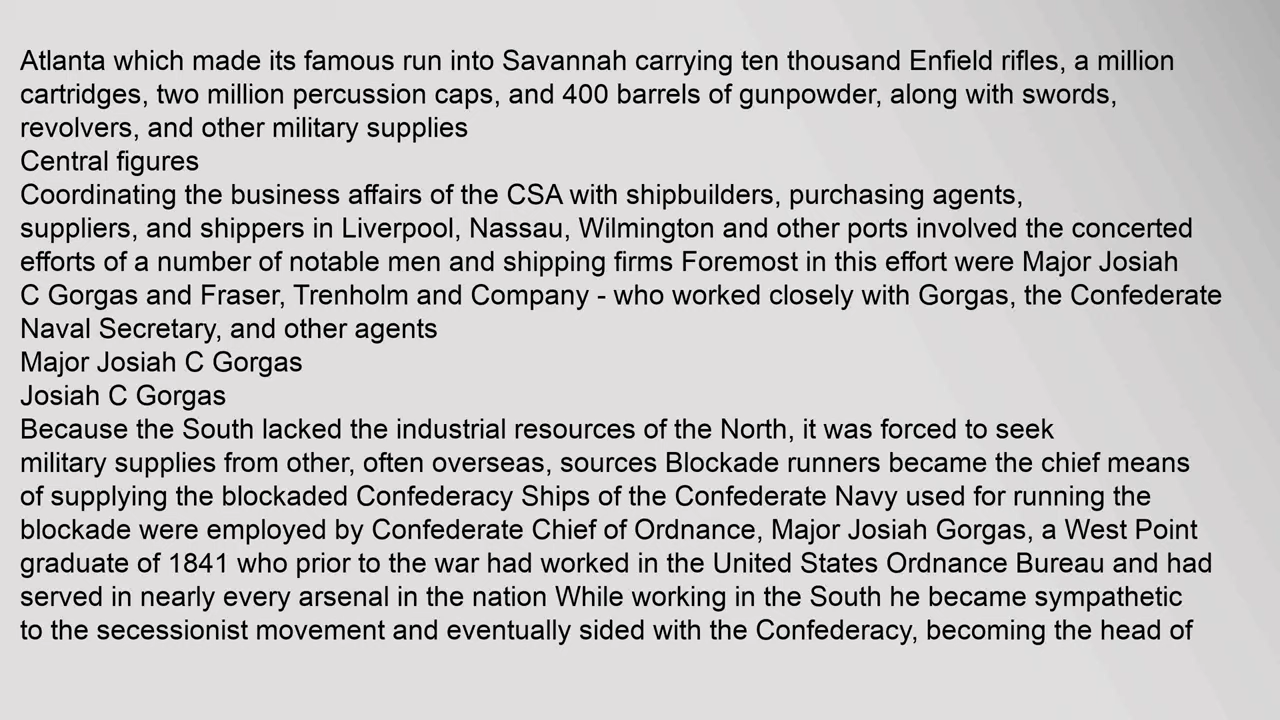 Atlanta which made its famous run into Savannah carrying ten thousand Enfield rifles, a million
cartridges, two million percussion caps, and 400 barrels of gunpowder, along with swords,
revolvers, and other military supplies
Central figures
Coordinating the business affairs of the CSA with shipbuilders, purchasing agents,
suppliers, and shippers in Liverpool, Nassau, Wilmington and other ports involved the concerted
efforts of a number of notable men and shipping firms Foremost in this effort were Major Josiah
C Gorgas and Fraser, Trenholm and Company - who worked closely with Gorgas, the Confederate
Naval Secretary, and other agents
Major Josiah C Gorgas
Josiah C Gorgas
Because the South lacked the industrial resources of the North, it was forced to seek
military supplies from other, often overseas, sources Blockade runners became the chief means
of supplying the blockaded Confederacy Ships of the Confederate Navy used for running the
blockade were employed by Confederate Chief of Ordnance, Major Josiah Gorgas, a West Point
graduate of 1841 who prior to the war had worked in the United States Ordnance Bureau and had
served in nearly every arsenal in the nation While working in the South he became sympathetic
to the secessionist movement and eventually sided with the Confederacy, becoming the head of